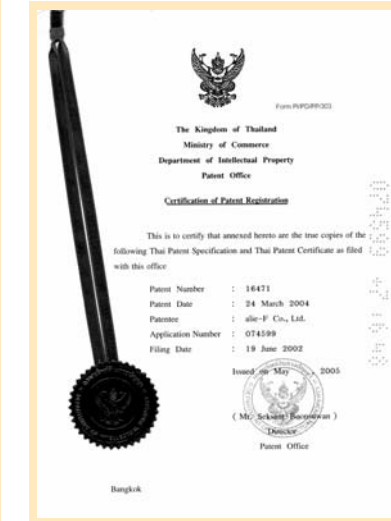 Form PI/PD/PP/303
The Kingdom of Thailand
Ministry of Commerce
Department of Intellectual Property
Patent Office
Certification of Patent Registration
This is to certify that annexed hereto are the true copies of the
following Thai Patent Specification and Thai Patent Certificate as filed
with this office
Patent Number : 16471
Patent Date : 24 March 2004
Patentee : alie-F Co., Ltd.
Application Number : 074599
Filing Date : 19 June 2002
Issued on May , 2005
( Mr. Boonsuwan )
Director
Patent Office
Bangkok